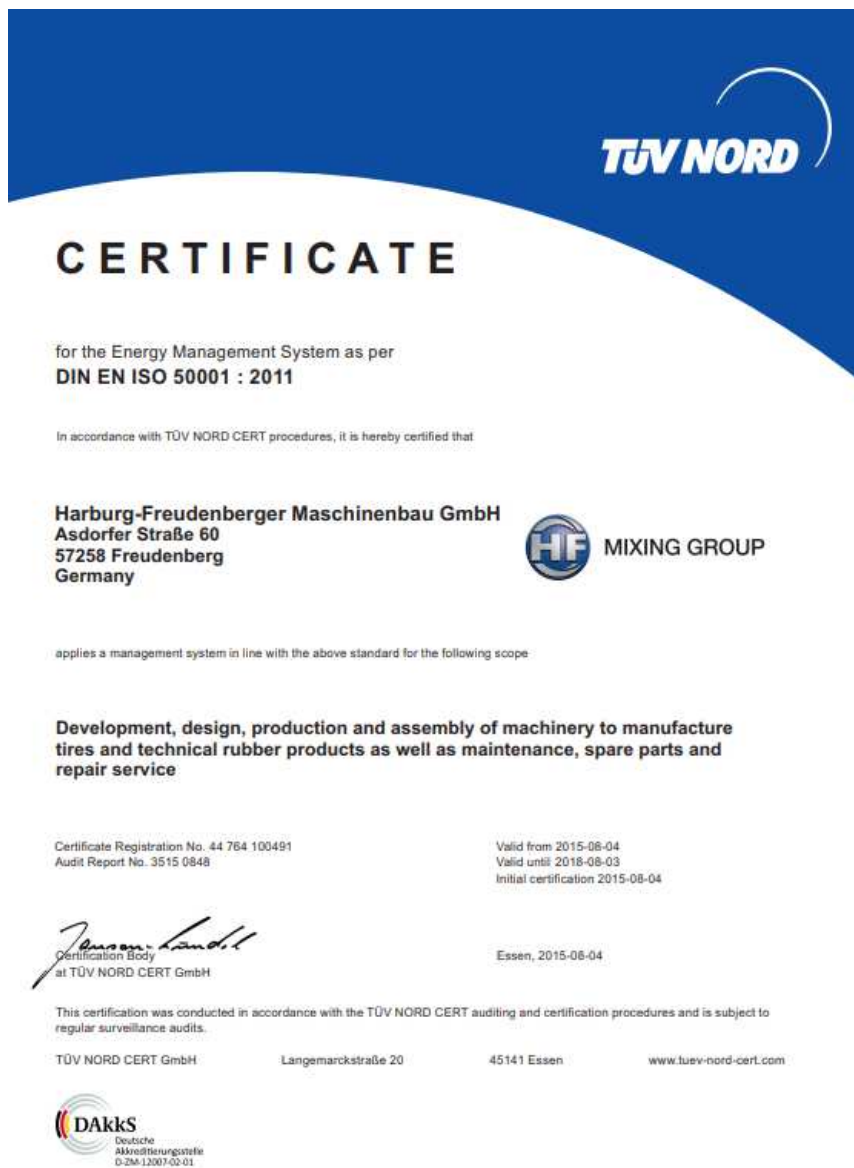 TÜV NORD
CERTIFICATE
for the Energy Management System as per
DIN EN ISO 50001 : 2011
In accordance with TÜV NORD CERT procedures, it is hereby certified that
Harburg-Freudenberger Maschinenbau GmbH
Asdorfer Straße 60
57258 Freudenberg
Germany
HF MIXING GROUP
applies a management system in line with the above standard for the following scope
Development, design, production and assembly of machinery to manufacture
tires and technical rubber products as well as maintenance, spare parts and
repair service
Certificate Registration No. 44 764 100491
Audit Report No. 3515 0848
Valid from 2015-08-04
Valid until 2018-08-03
Initial certification 2015-08-04
Certification Body
at TÜV NORD CERT GmbH
Essen, 2015-08-04
This certification was conducted in accordance with the TÜV NORD CERT auditing and certification procedures and is subject to
regular surveillance audits.
TÜV NORD CERT GmbH Langemarckstraße 20 45141 Essen www.tuev-nord-cert.com
DAkkS
Deutsche
Akkreditierungsstelle
D-ZM-12007-02-01